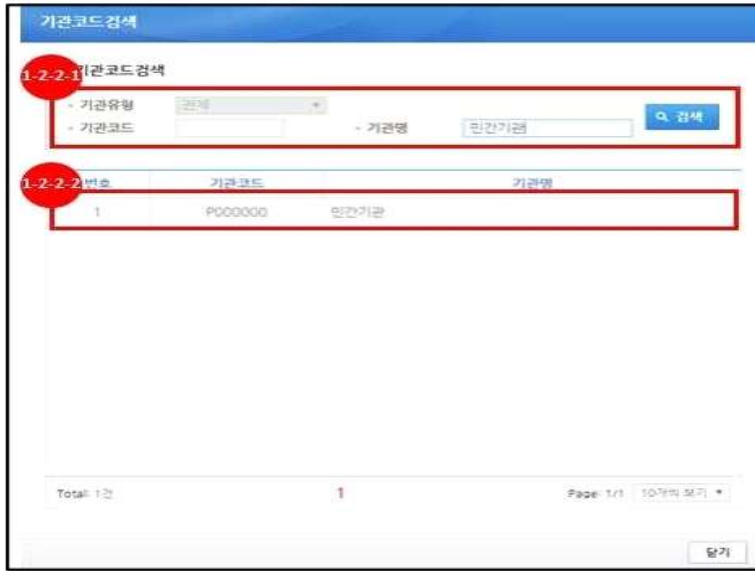 기관코드검색
1-2-2-1 기관코드검색
- 기관유형 전체
- 기관코드 - 기관명 민간기관 검색
1-2-2-2 번호 기관코드 기관명
1 P000000 민간기관
Total: 1건 1 Page: 1/1 10개씩 보기
닫기